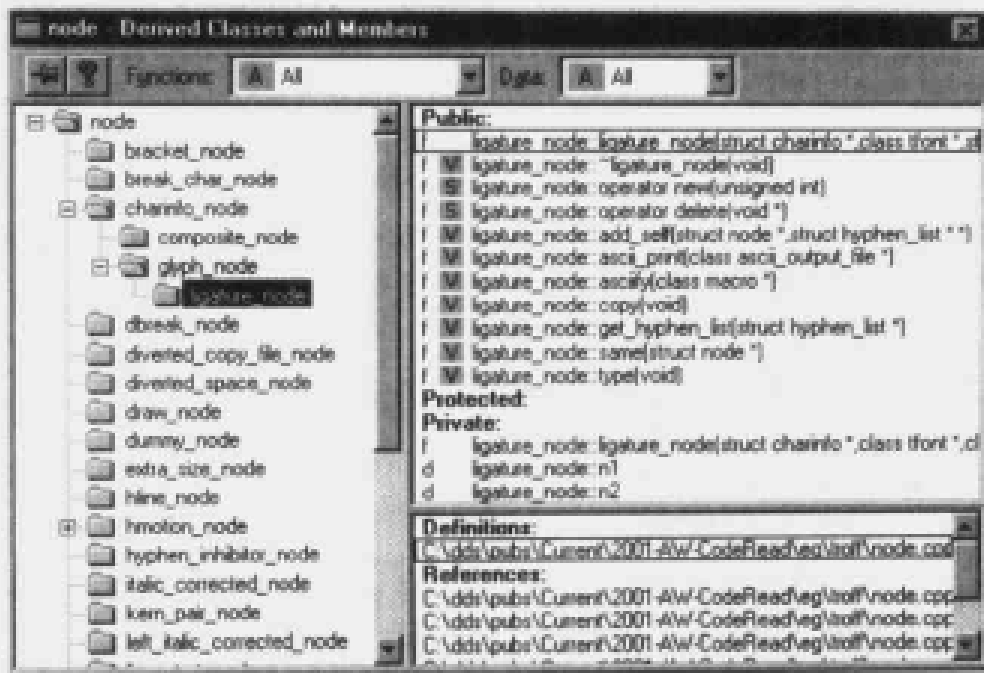 node - Derived Classes and Members
Functions: A All Data: A All
node
bracket_node
break_char_node
charinfo_node
composite_node
glyph_node
ligature_node
dbreak_node
diverted_copy_file_node
diverted_space_node
draw_node
dummy_node
extra_size_node
hline_node
hmotion_node
hyphen_inhibitor_node
italic_corrected_node
kern_pair_node
left_italic_corrected_node
Public:
f ligature_node::ligature_node(struct charinfo *,class tfont *,st
f V ligature_node::~ligature_node(void)
f S ligature_node::operator new(unsigned int)
f S ligature_node::operator delete(void *)
f V ligature_node::add_self(struct node *,struct hyphen_list * *)
f V ligature_node::ascii_print(class ascii_output_file *)
f V ligature_node::asciify(class macro *)
f V ligature_node::copy(void)
f V ligature_node::get_hyphen_list(struct hyphen_list *)
f V ligature_node::same(struct node *)
f V ligature_node::type(void)
Protected:
Private:
f ligature_node::ligature_node(struct charinfo *,class tfont *,cl
d ligature_node::n1
d ligature_node::n2
Definitions:
C:\dds\pubs\Current\2001-AW-CodeRead\eg\troff\node.cpp
References:
C:\dds\pubs\Current\2001-AW-CodeRead\eg\troff\node.cpp
C:\dds\pubs\Current\2001-AW-CodeRead\eg\troff\node.cpp
C:\dds\pubs\Current\2001-AW-CodeRead\eg\troff\node.cpp